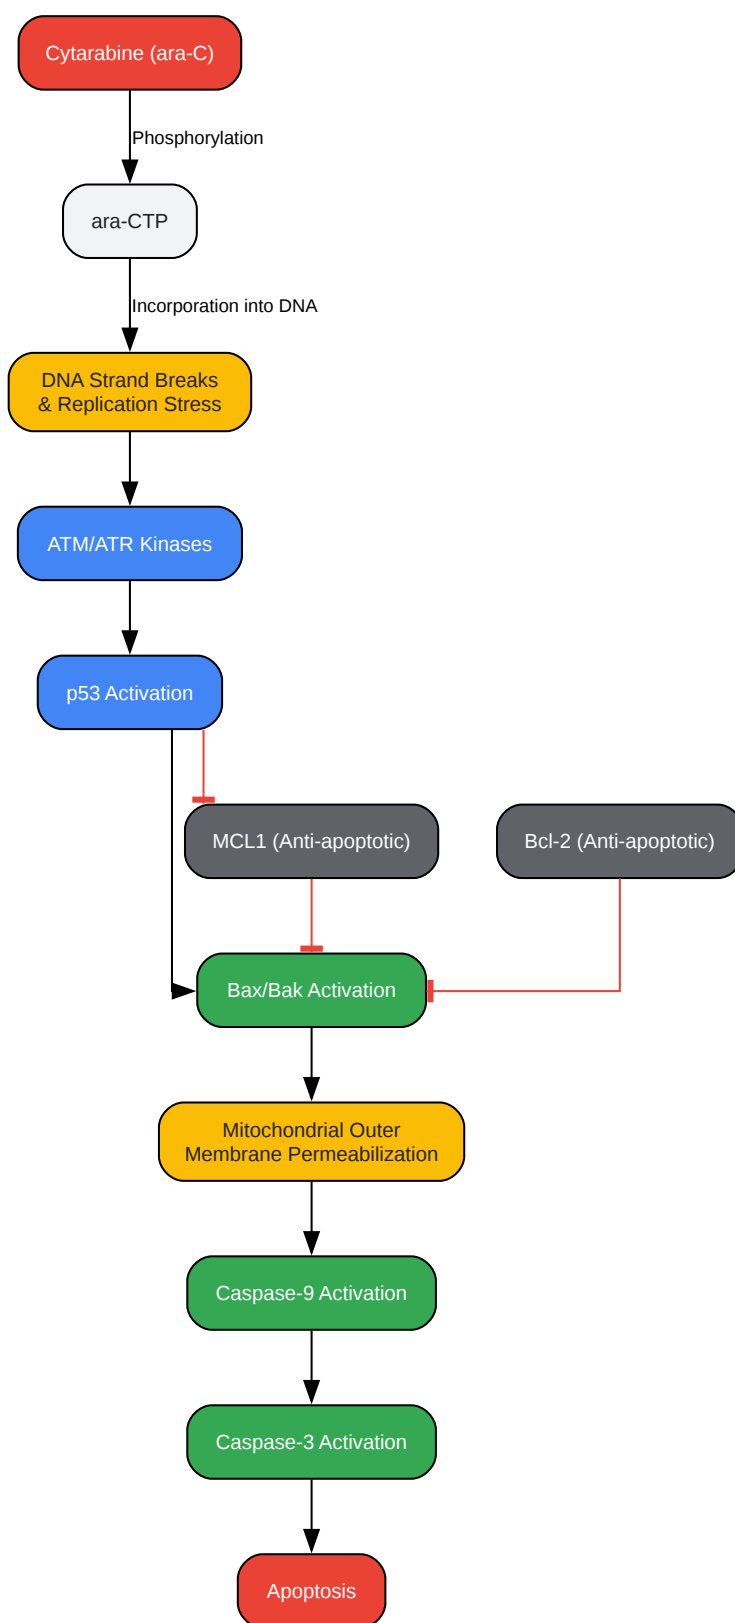 Cytarabine (ara-C)
Phosphorylation
ara-CTP
Incorporation into DNA
DNA Strand Breaks
& Replication Stress
ATM/ATR Kinases
p53 Activation
MCL1 (Anti-apoptotic)
Bcl-2 (Anti-apoptotic)
Bax/Bak Activation
Mitochondrial Outer
Membrane Permeabilization
Caspase-9 Activation
Caspase-3 Activation
Apoptosis